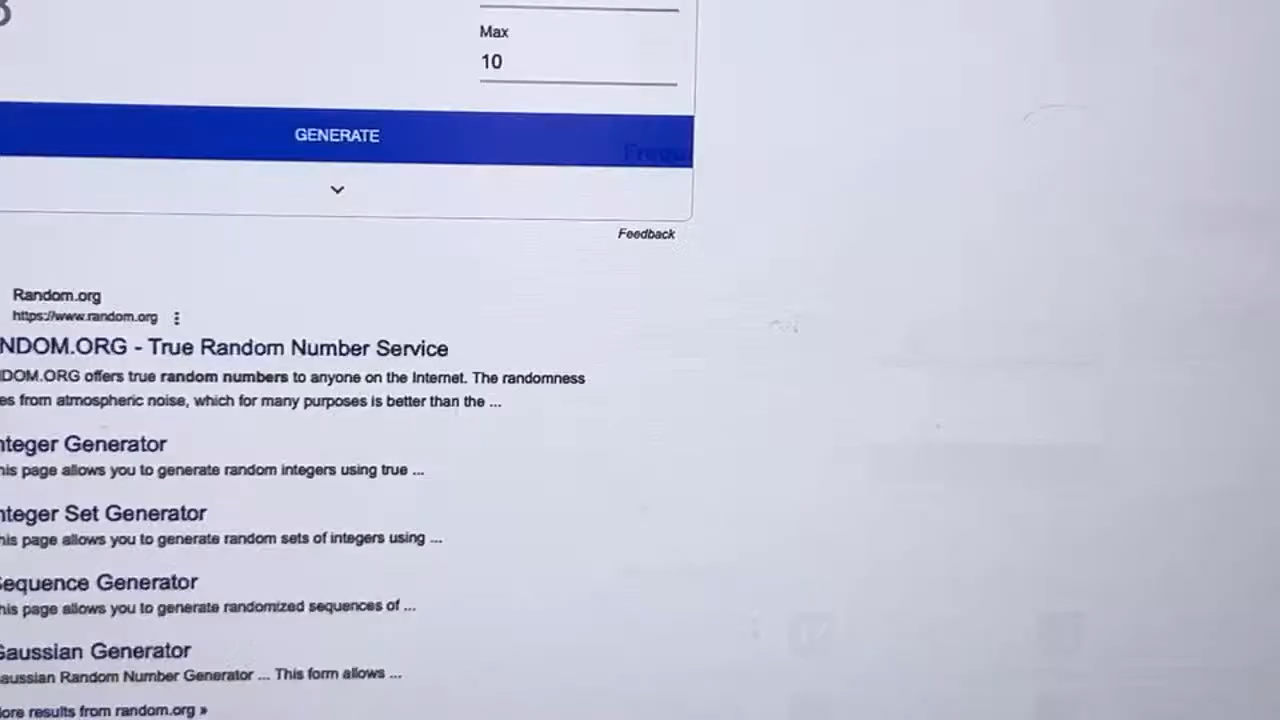 Max
10
GENERATE
Feedback
Random.org
https://www.random.org
NDOM.ORG - True Random Number Service
DOM.ORG offers true random numbers to anyone on the Internet. The randomness
es from atmospheric noise, which for many purposes is better than the ...
nteger Generator
his page allows you to generate random integers using true ...
nteger Set Generator
his page allows you to generate random sets of integers using ...
Sequence Generator
his page allows you to generate randomized sequences of ...
Gaussian Generator
aussian Random Number Generator ... This form allows ...
ore results from random.org »